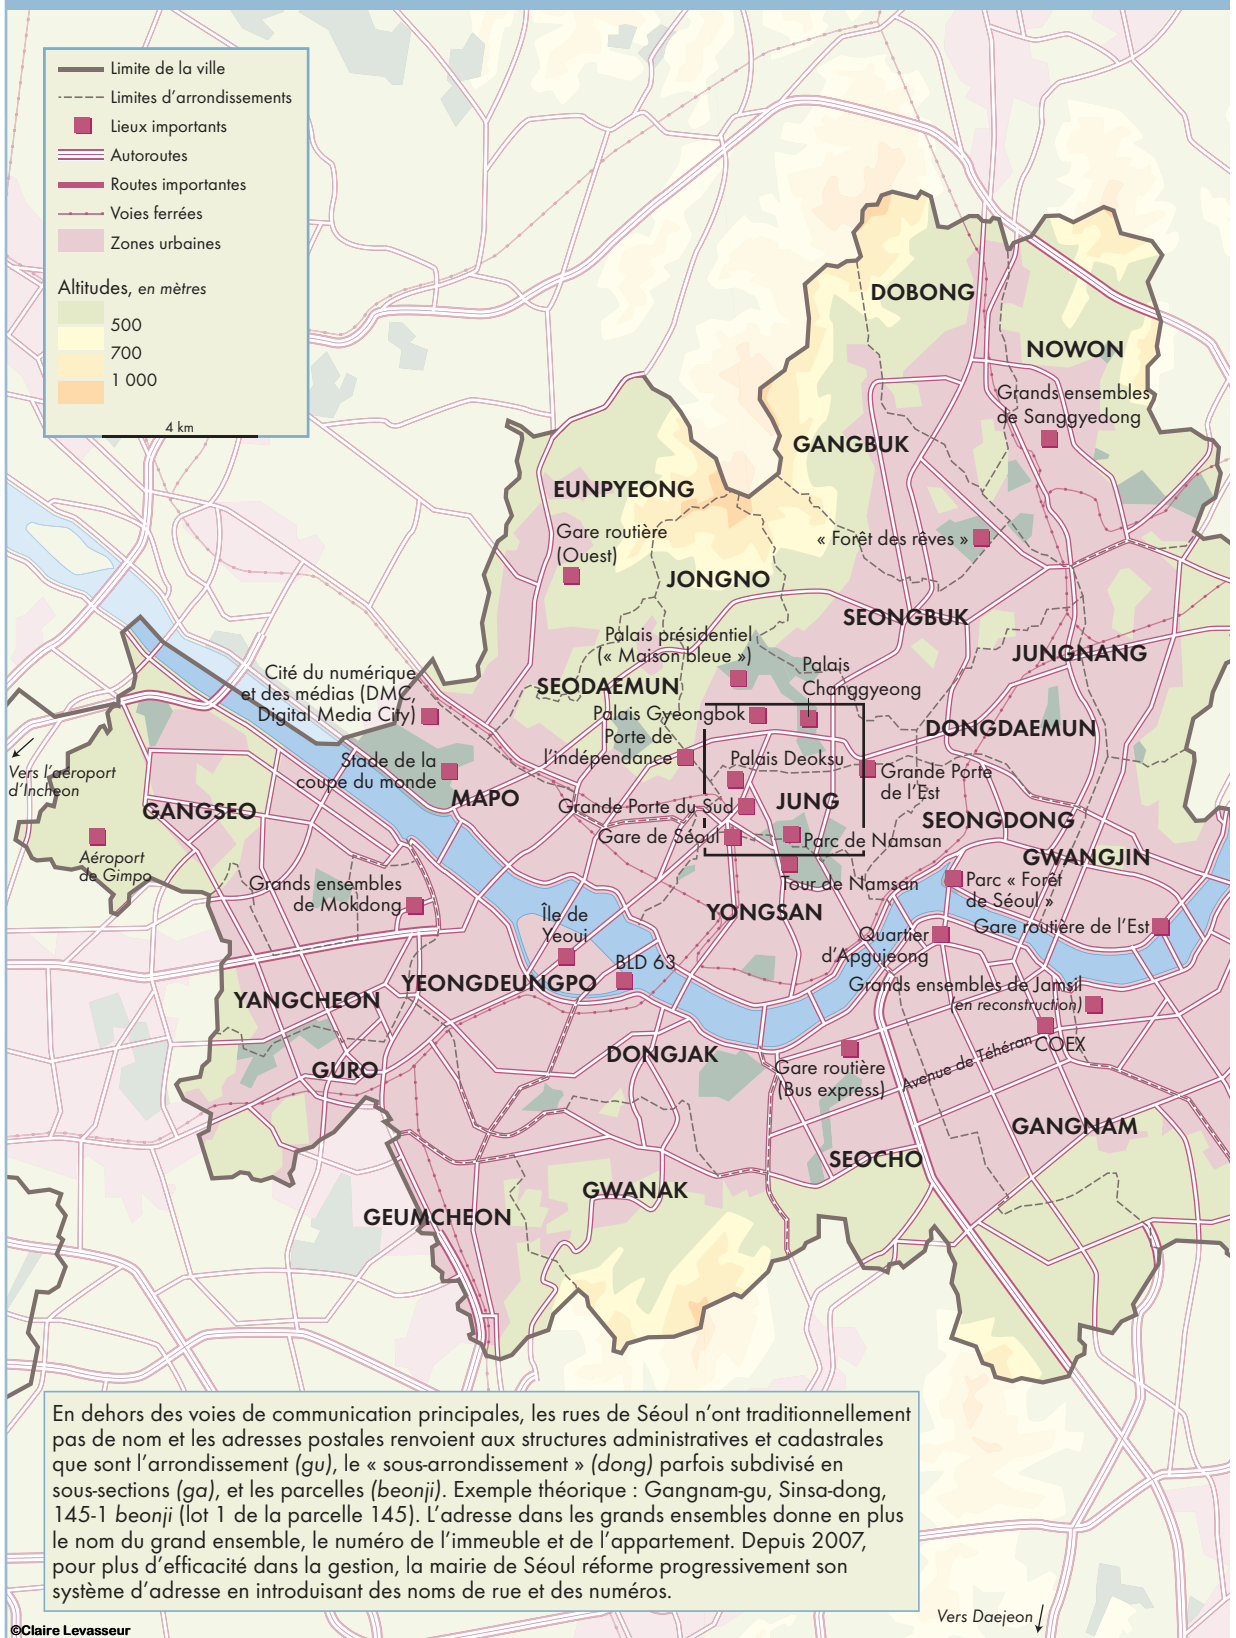 Limite de la ville
Limites d'arrondissements
Lieux importants
Autoroutes
Routes importantes
Voies ferrées
Zones urbaines
Altitudes, en mètres
500
700
1 000
4 km
DOBONG
NOWON
Grands ensembles
de Sanggyedong
GANGBUK
EUNPYEONG
Gare routière
(Ouest)
« Forêt des rêves »
JONGNO
SEONGBUK
Palais présidentiel
(« Maison bleue »)
JUNGNANG
Palais
Changgyeong
Cité du numérique
et des médias (DMC,
Digital Media City)
SEODAEMUN
Palais Gyeongbok
DONGDAEMUN
Porte de
l'indépendance
Vers l'aéroport
d'Incheon
Stade de la
coupe du monde
Palais Deoksu
Grande Porte
de l'Est
MAPO
GANGSEO
Grande Porte du Sud
JUNG
SEONGDONG
Gare de Séoul
Parc de Namsan
Aéroport
de Gimpo
GWANGJIN
Tour de Namsan
Parc « Forêt
de Séoul »
Grands ensembles
de Mokdong
Île de
Yeoui
YONGSAN
Gare routière de l'Est
Quartier
d'Apgujeong
BLD 63
YEONGDEUNGPO
Grands ensembles de Jamsil
(en reconstruction)
YANGCHEON
COEX
Avenue de Téhéran
DONGJAK
GURO
Gare routière
(Bus express)
GANGNAM
SEOCHO
GWANAK
GEUMCHEON
En dehors des voies de communication principales, les rues de Séoul n'ont traditionnellement
pas de nom et les adresses postales renvoient aux structures administratives et cadastrales
que sont l'arrondissement (gu), le « sous-arrondissement » (dong) parfois subdivisé en
sous-sections (ga), et les parcelles (beonji). Exemple théorique : Gangnam-gu, Sinsa-dong,
145-1 beonji (lot 1 de la parcelle 145). L'adresse dans les grands ensembles donne en plus
le nom du grand ensemble, le numéro de l'immeuble et de l'appartement. Depuis 2007,
pour plus d'efficacité dans la gestion, la mairie de Séoul réforme progressivement son
système d'adresse en introduisant des noms de rue et des numéros.
Vers Daejeon
©Claire Levasseur